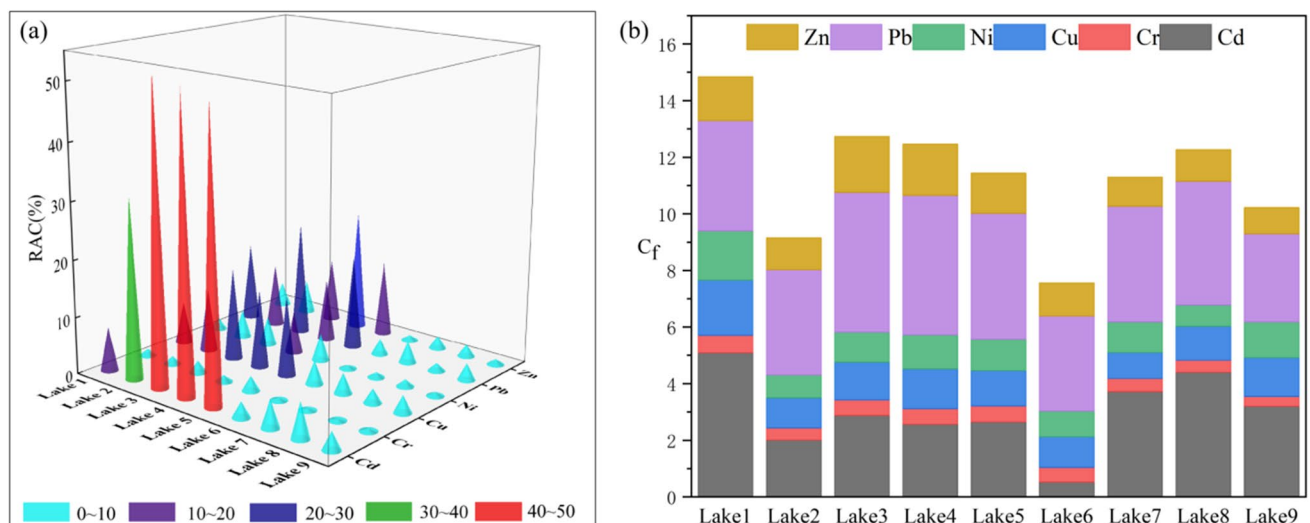 (a)
50
40
30
20
10
0
RAC(%)
Lake 1
Lake 2
Lake 3
Lake 4
Lake 5
Lake 6
Lake 7
Lake 8
Lake 9
Cd
Cr
Cu
Ni
Pb
Zn
0~10 10~20 20~30 30~40 40~50
(b)
Zn Pb Ni Cu Cr Cd
16
14
12
10
8
6
4
2
0
Cf
Lake1 Lake2 Lake3 Lake4 Lake5 Lake6 Lake7 Lake8 Lake9